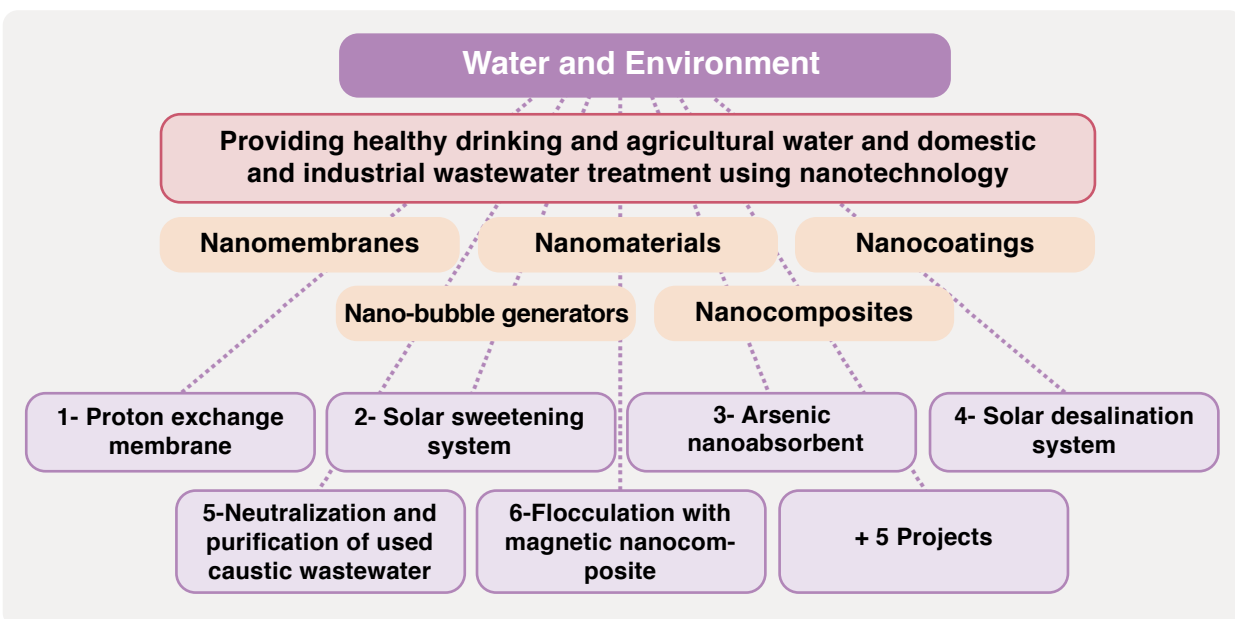 Water and Environment
Providing healthy drinking and agricultural water and domestic
and industrial wastewater treatment using nanotechnology
Nanomembranes
Nanomaterials
Nanocoatings
Nano-bubble generators
Nanocomposites
1- Proton exchange
membrane
2- Solar sweetening
system
3- Arsenic
nanoabsorbent
4- Solar desalination
system
5-Neutralization and
purification of used
caustic wastewater
6-Flocculation with
magnetic nanocom-
posite
+ 5 Projects